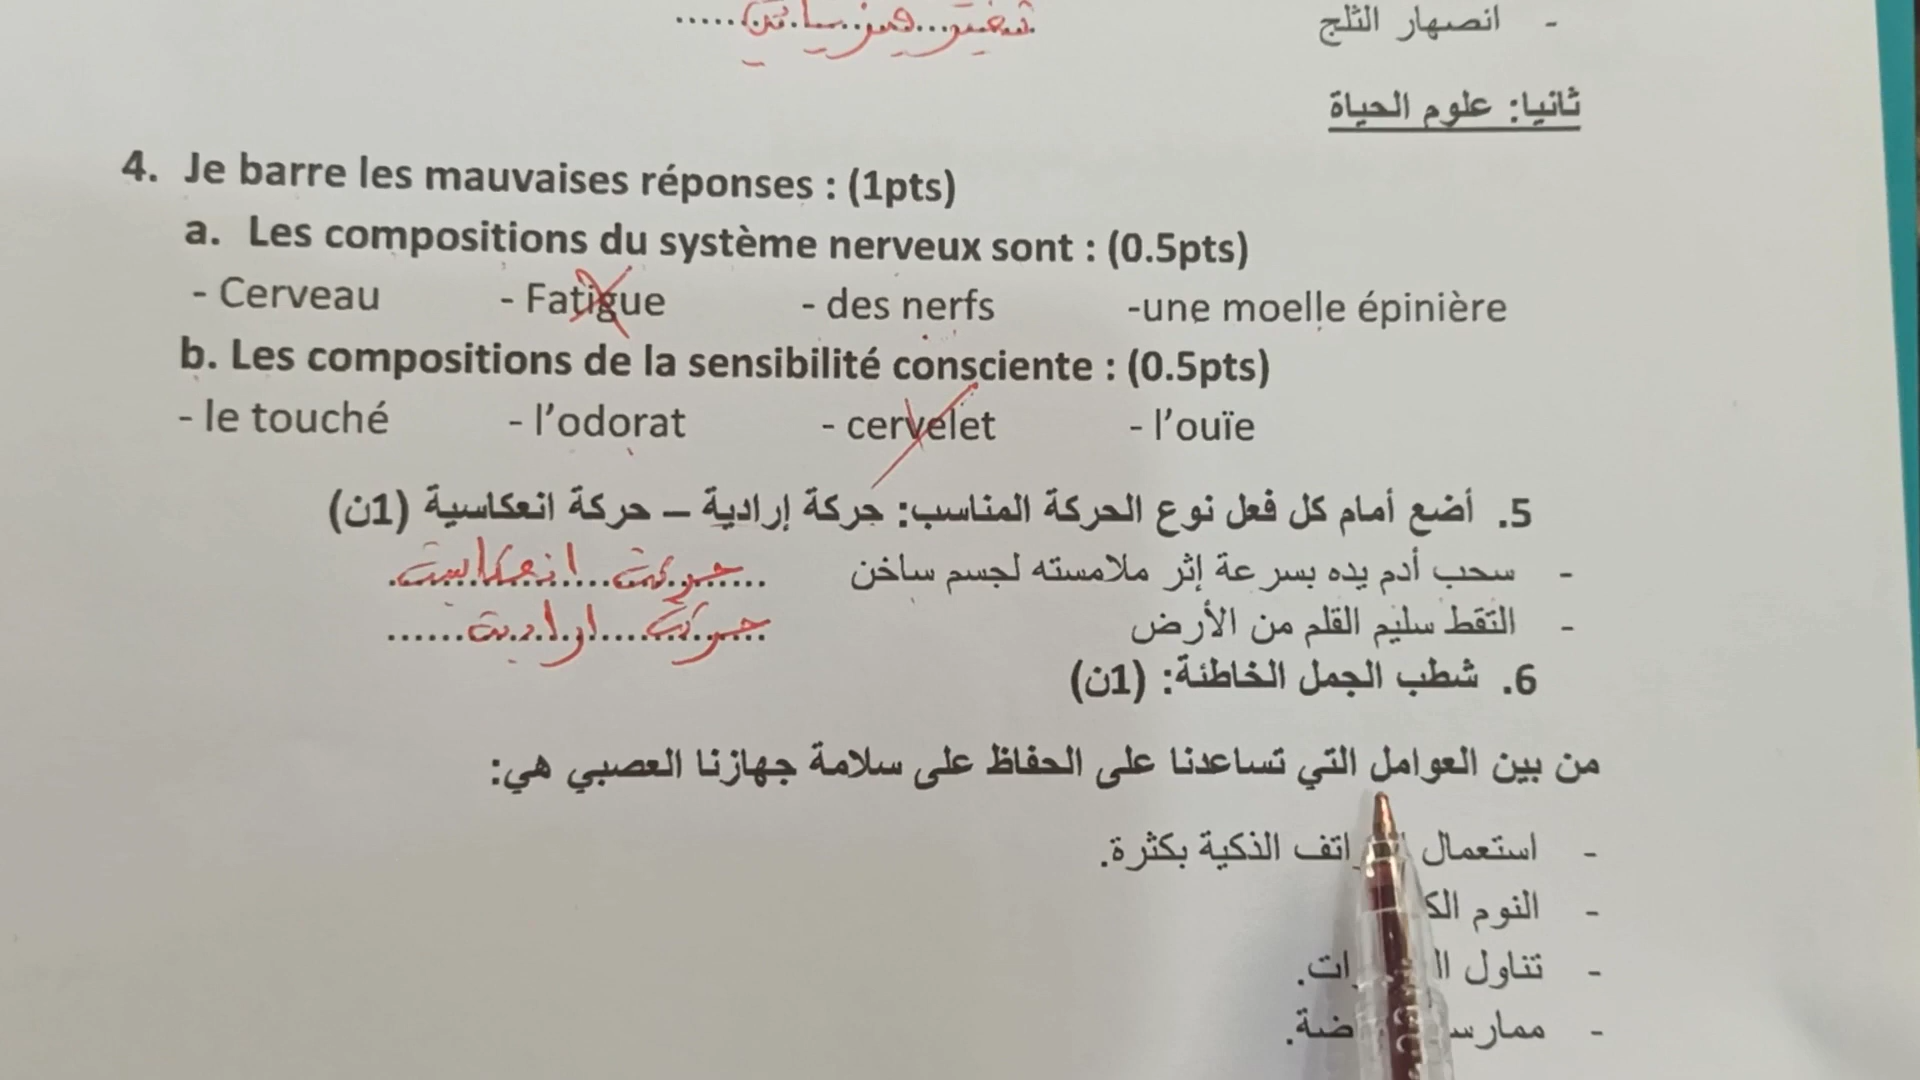 - انصهار الثلج ......تغير فيزيائي.
ثانيا: علوم الحياة
4. Je barre les mauvaises réponses : (1pts)
a. Les compositions du système nerveux sont : (0.5pts)
- Cerveau - Fatigue - des nerfs -une moelle épinière
b. Les compositions de la sensibilité consciente : (0.5pts)
- le touché - l’odorat - cervelet - l’ouïe
5. أضع أمام كل فعل نوع الحركة المناسب: حركة إرادية – حركة انعكاسية (1ن)
- سحب أدم يده بسرعة إثر ملامسته لجسم ساخن ....حركة...انعكاسية.
- التقط سليم القلم من الأرض ....حركة....ارادية......
6. شطب الجمل الخاطئة: (1ن)
من بين العوامل التي تساعدنا على الحفاظ على سلامة جهازنا العصبي هي:
- استعمال الذكية بكثرة.
- النوم
- تناول
-